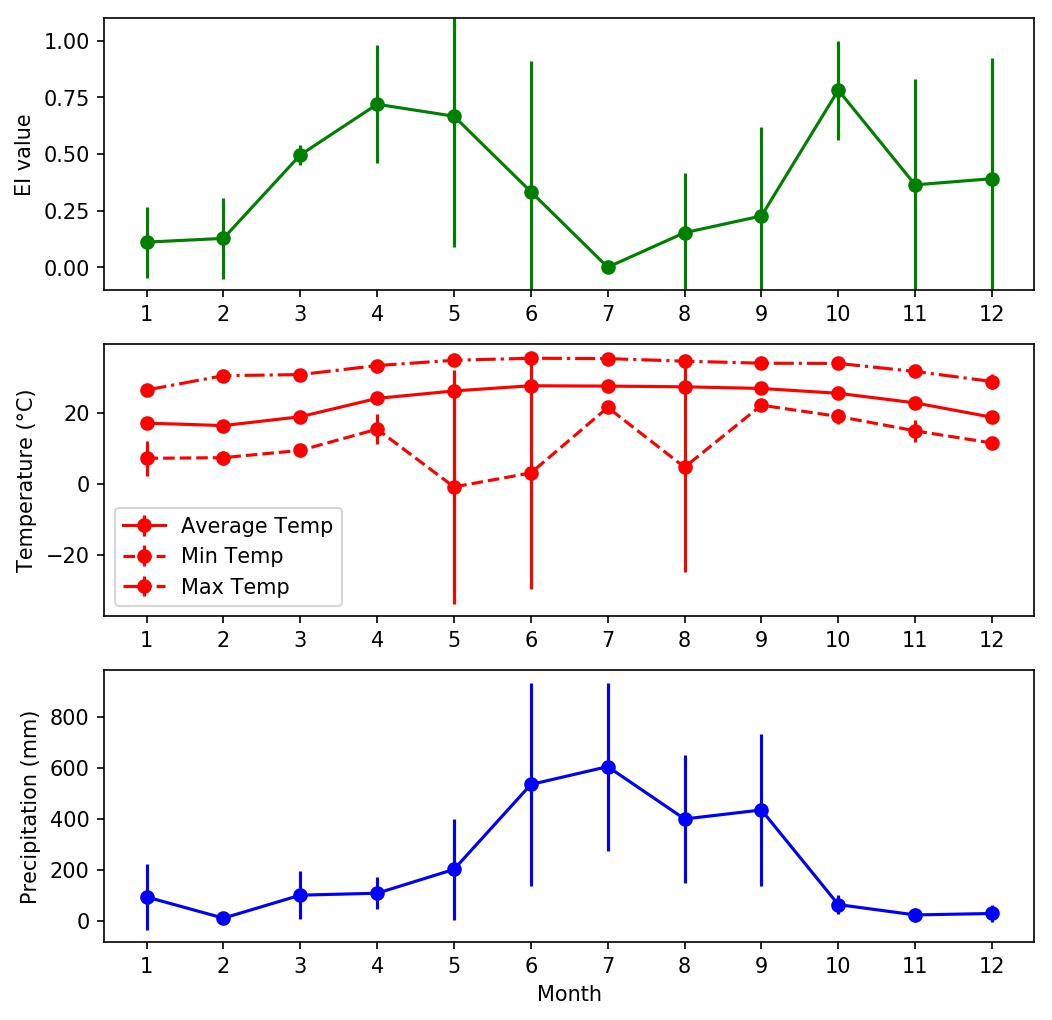 EI value
1.00
0.75
0.50
0.25
0.00
1 2 3 4 5 6 7 8 9 10 11 12
Temperature (°C)
20
0
−20
Average Temp
Min Temp
Max Temp
1 2 3 4 5 6 7 8 9 10 11 12
Precipitation (mm)
800
600
400
200
0
1 2 3 4 5 6 7 8 9 10 11 12
Month